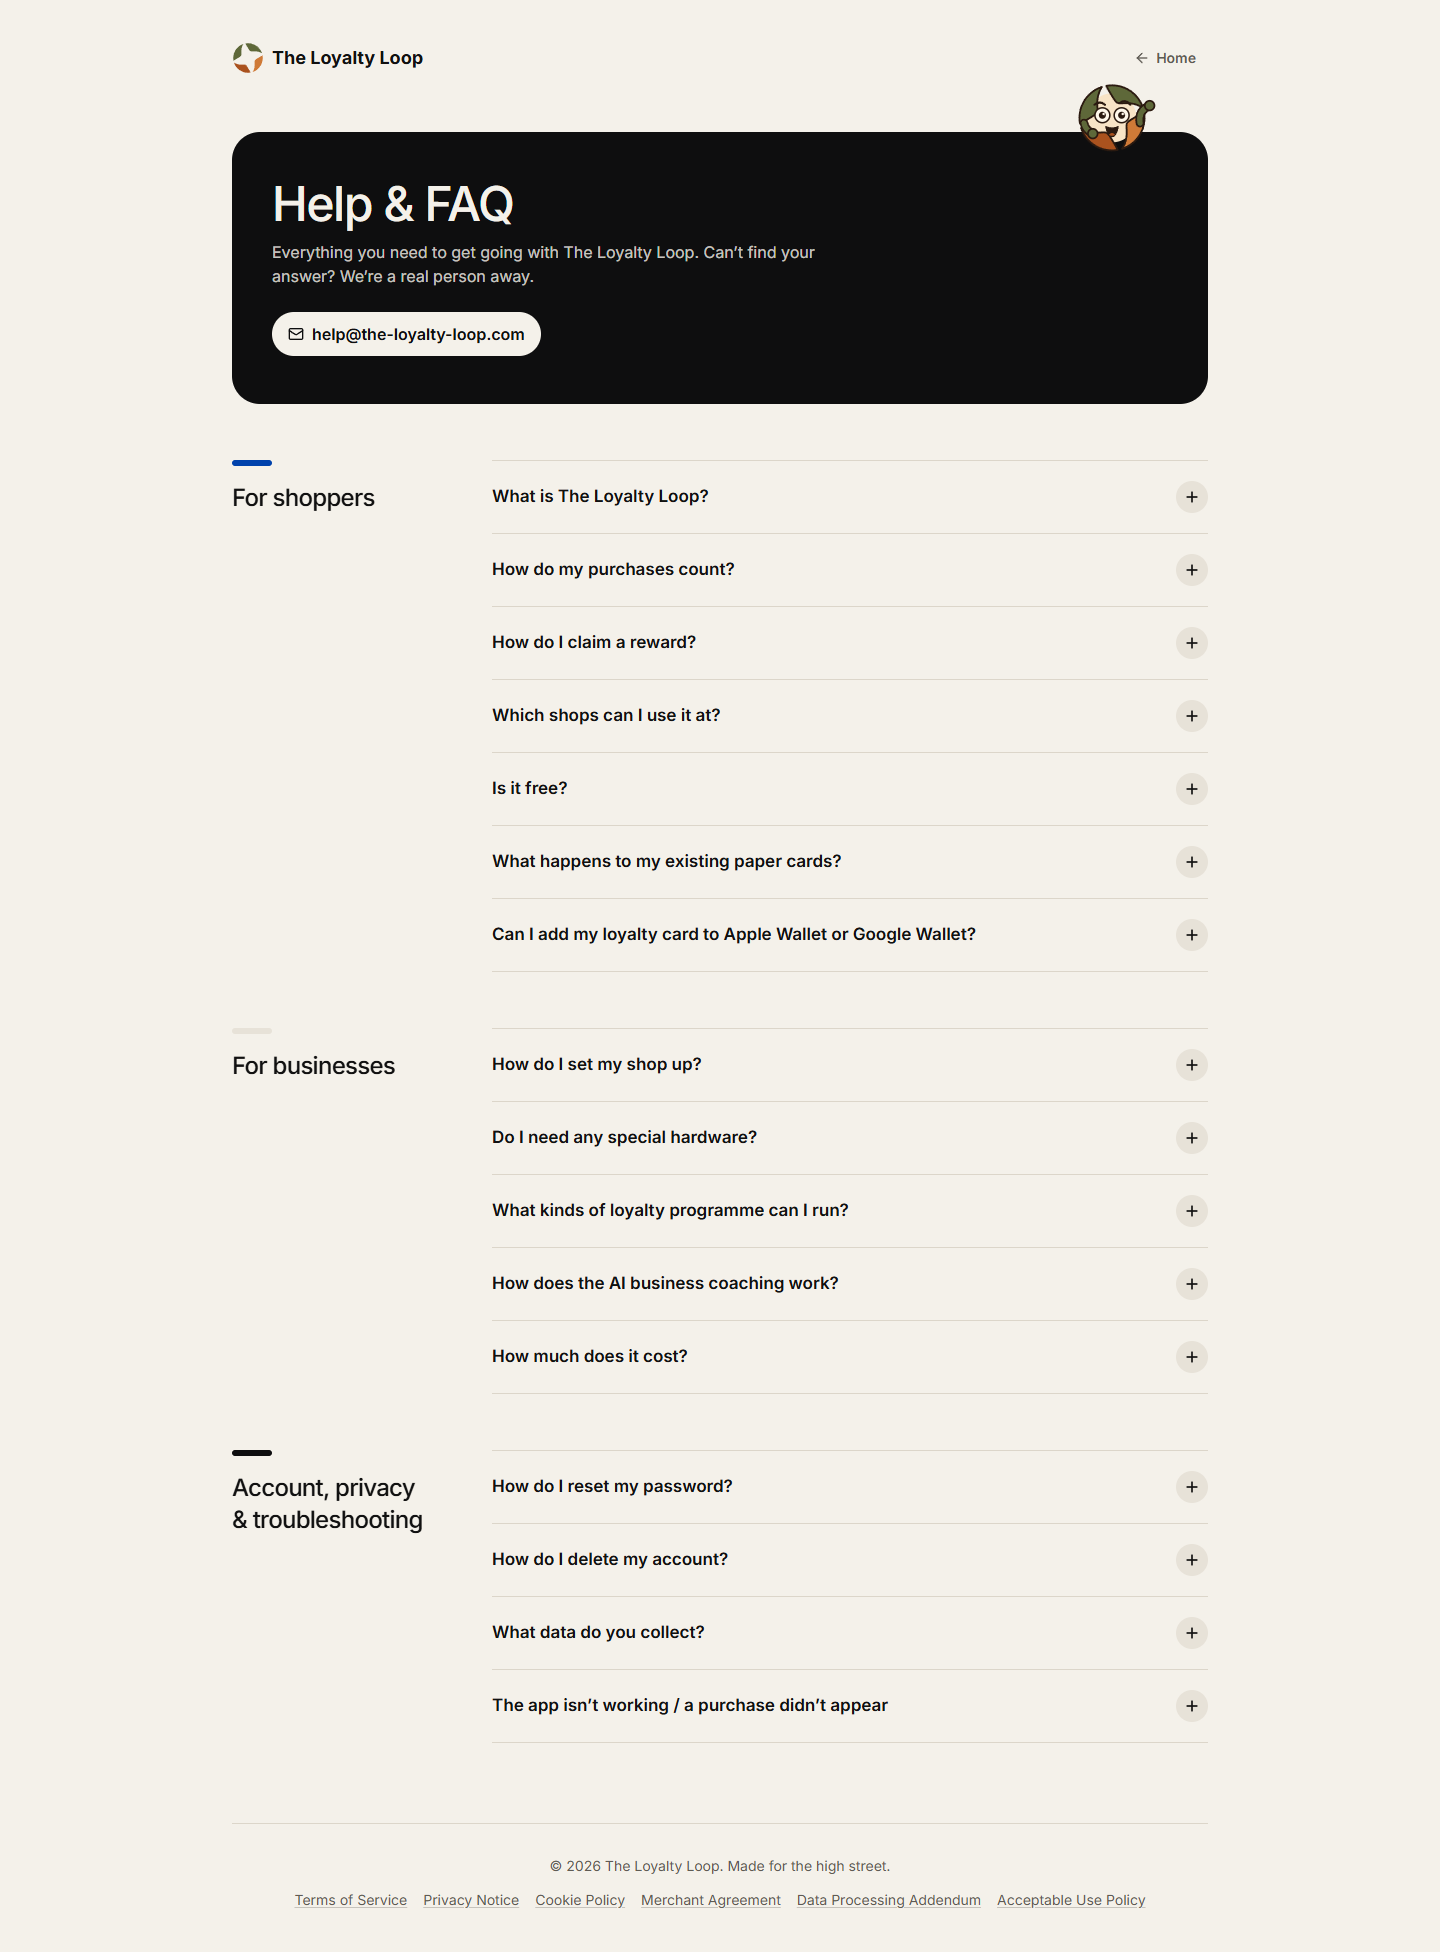 The Loyalty Loop
Home
Help & FAQ
Everything you need to get going with The Loyalty Loop. Can’t find your
answer? We’re a real person away.
help@the-loyalty-loop.com
For shoppers
What is The Loyalty Loop?
How do my purchases count?
How do I claim a reward?
Which shops can I use it at?
Is it free?
What happens to my existing paper cards?
Can I add my loyalty card to Apple Wallet or Google Wallet?
For businesses
How do I set my shop up?
Do I need any special hardware?
What kinds of loyalty programme can I run?
How does the AI business coaching work?
How much does it cost?
Account, privacy
& troubleshooting
How do I reset my password?
How do I delete my account?
What data do you collect?
The app isn’t working / a purchase didn’t appear
© 2026 The Loyalty Loop. Made for the high street.
Terms of Service Privacy Notice Cookie Policy Merchant Agreement Data Processing Addendum Acceptable Use Policy